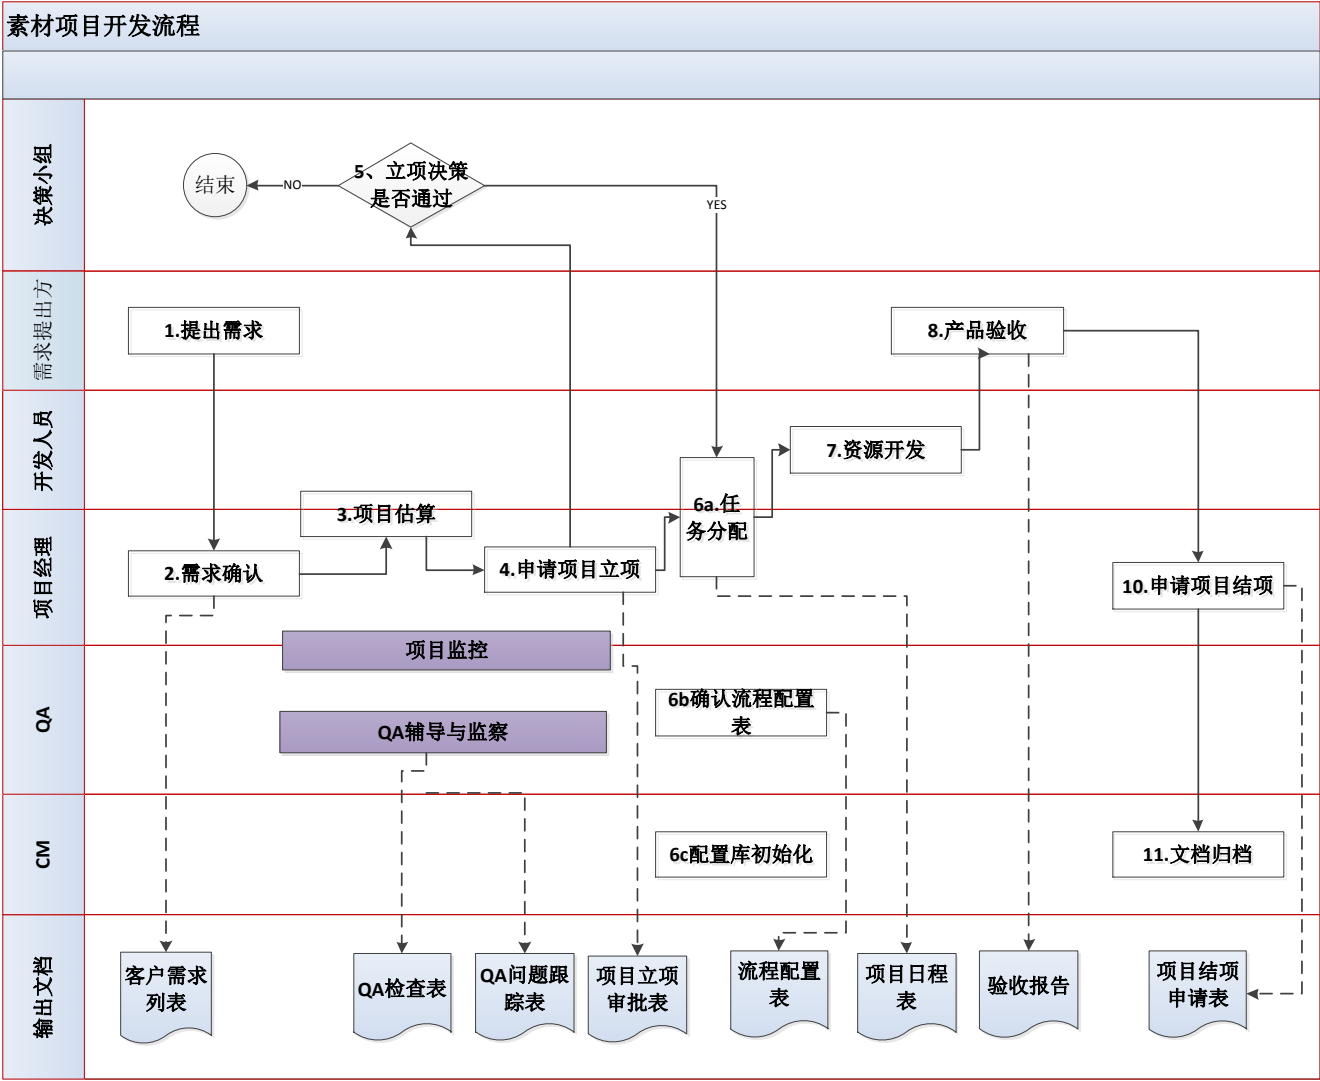 素材项目开发流程
决策小组
结束
NO
5、立项决策
是否通过
YES
需求提出方
1.提出需求
8.产品验收
开发人员
7.资源开发
3.项目估算
6a.任
务分配
项目经理
2.需求确认
4.申请项目立项
10.申请项目结项
项目监控
QA
6b确认流程配置
表
QA辅导与监察
CM
6c配置库初始化
11.文档归档
输出文档
客户需求
列表
QA检查表
QA问题跟
踪表
项目立项
审批表
流程配置
表
项目日程
表
验收报告
项目结项
申请表